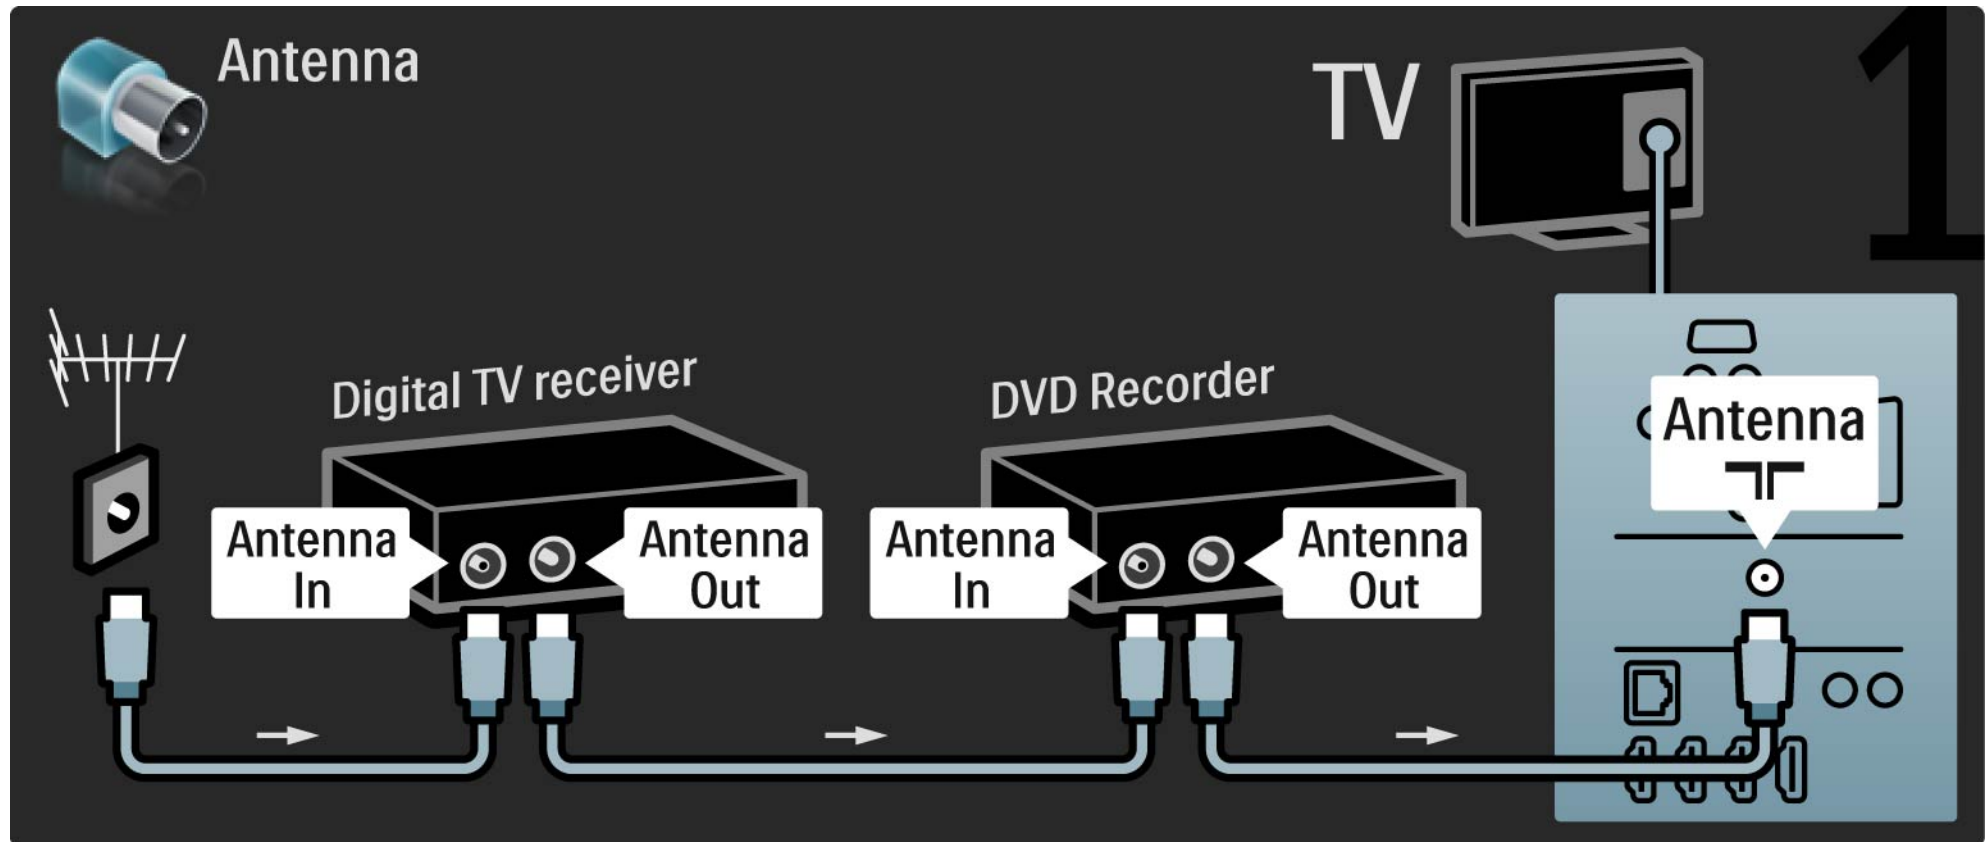 Antenna
TV
1
Digital TV receiver
DVD Recorder
Antenna
Antenna
In
Antenna
Out
Antenna
In
Antenna
Out